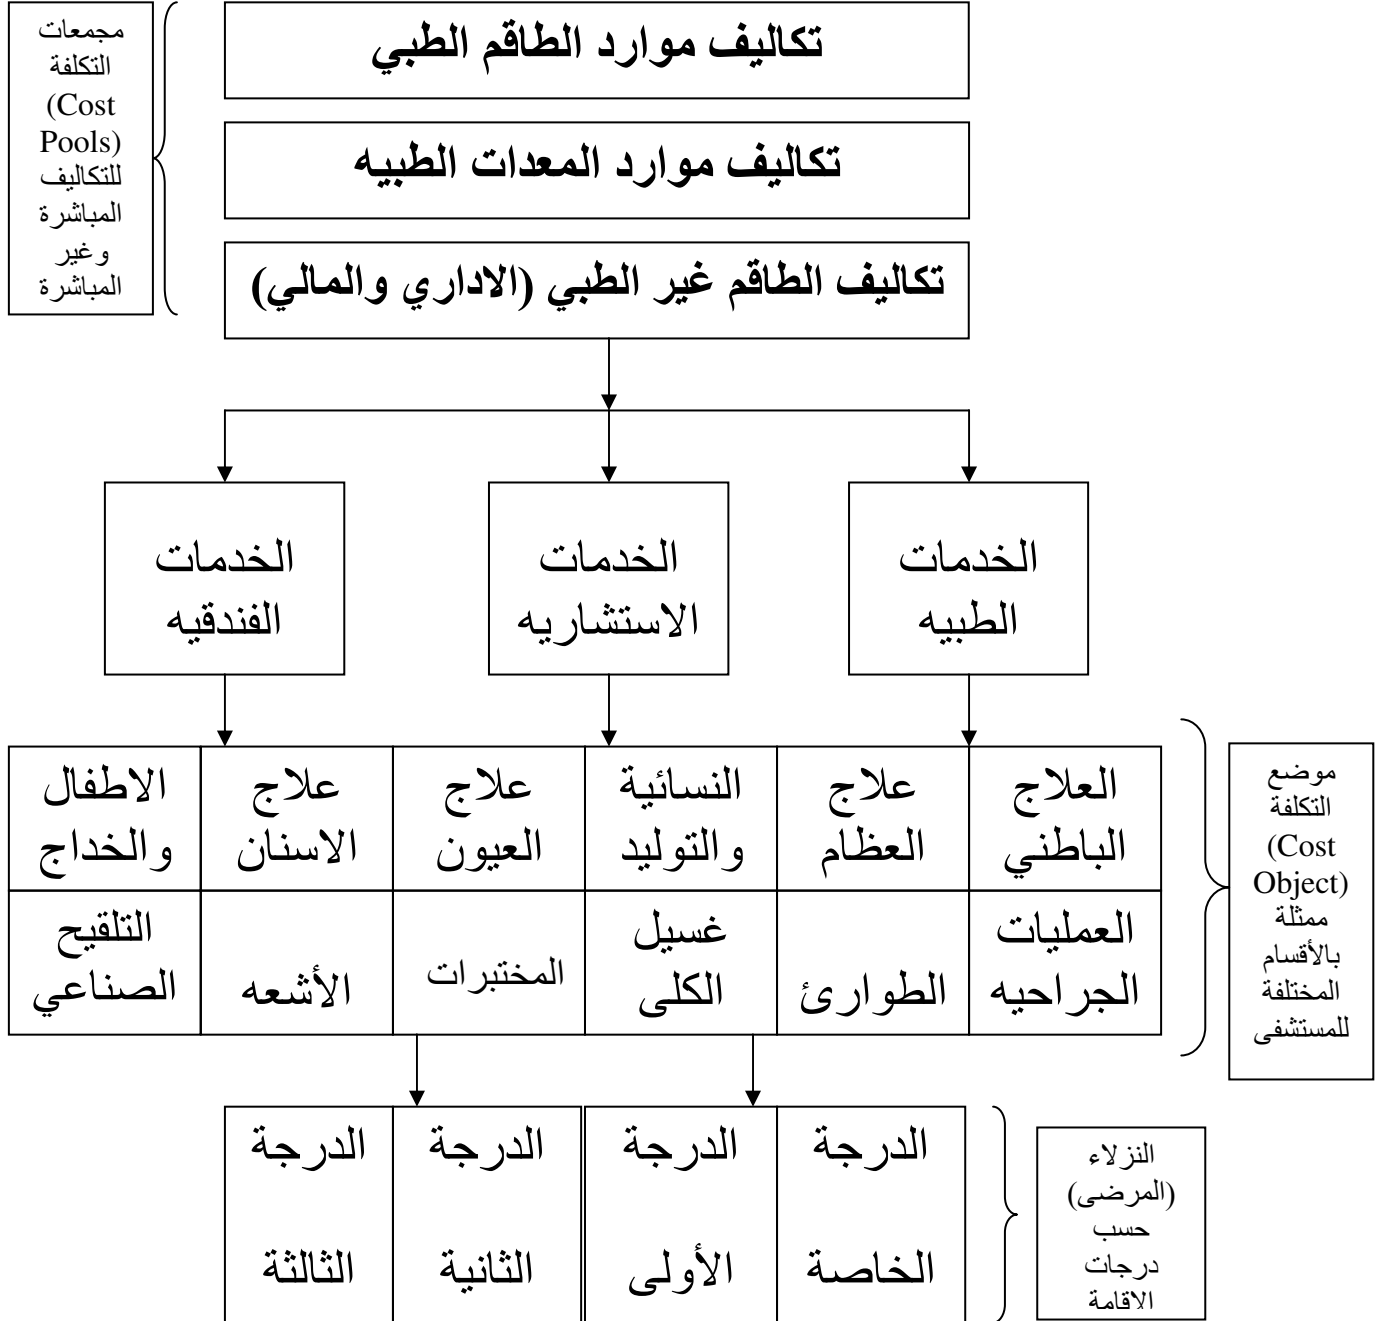 مجمعات
التكلفة
(Cost
Pools)
للتكاليف
المباشرة
وغير
المباشرة
تكاليف موارد الطاقم الطبي
تكاليف موارد المعدات الطبيه
تكاليف الطاقم غير الطبي (الاداري والمالي)
الخدمات
الطبيه
الخدمات
الاستشاريه
الخدمات
الفندقيه
العلاج
الباطني
علاج
العظام
النسائية
والتوليد
علاج
العيون
علاج
الاسنان
الاطفال
والخداج
العمليات
الجراحيه
الطوارئ
غسيل
الكلى
المختبرات
الأشعه
التلقيح
الصناعي
موضع
التكلفة
(Cost
Object)
ممثلة
بالأقسام
المختلفة
للمستشفى
الدرجة
الخاصة
الدرجة
الأولى
الدرجة
الثانية
الدرجة
الثالثة
النزلاء
(المرضى)
حسب
درجات
الاقامة